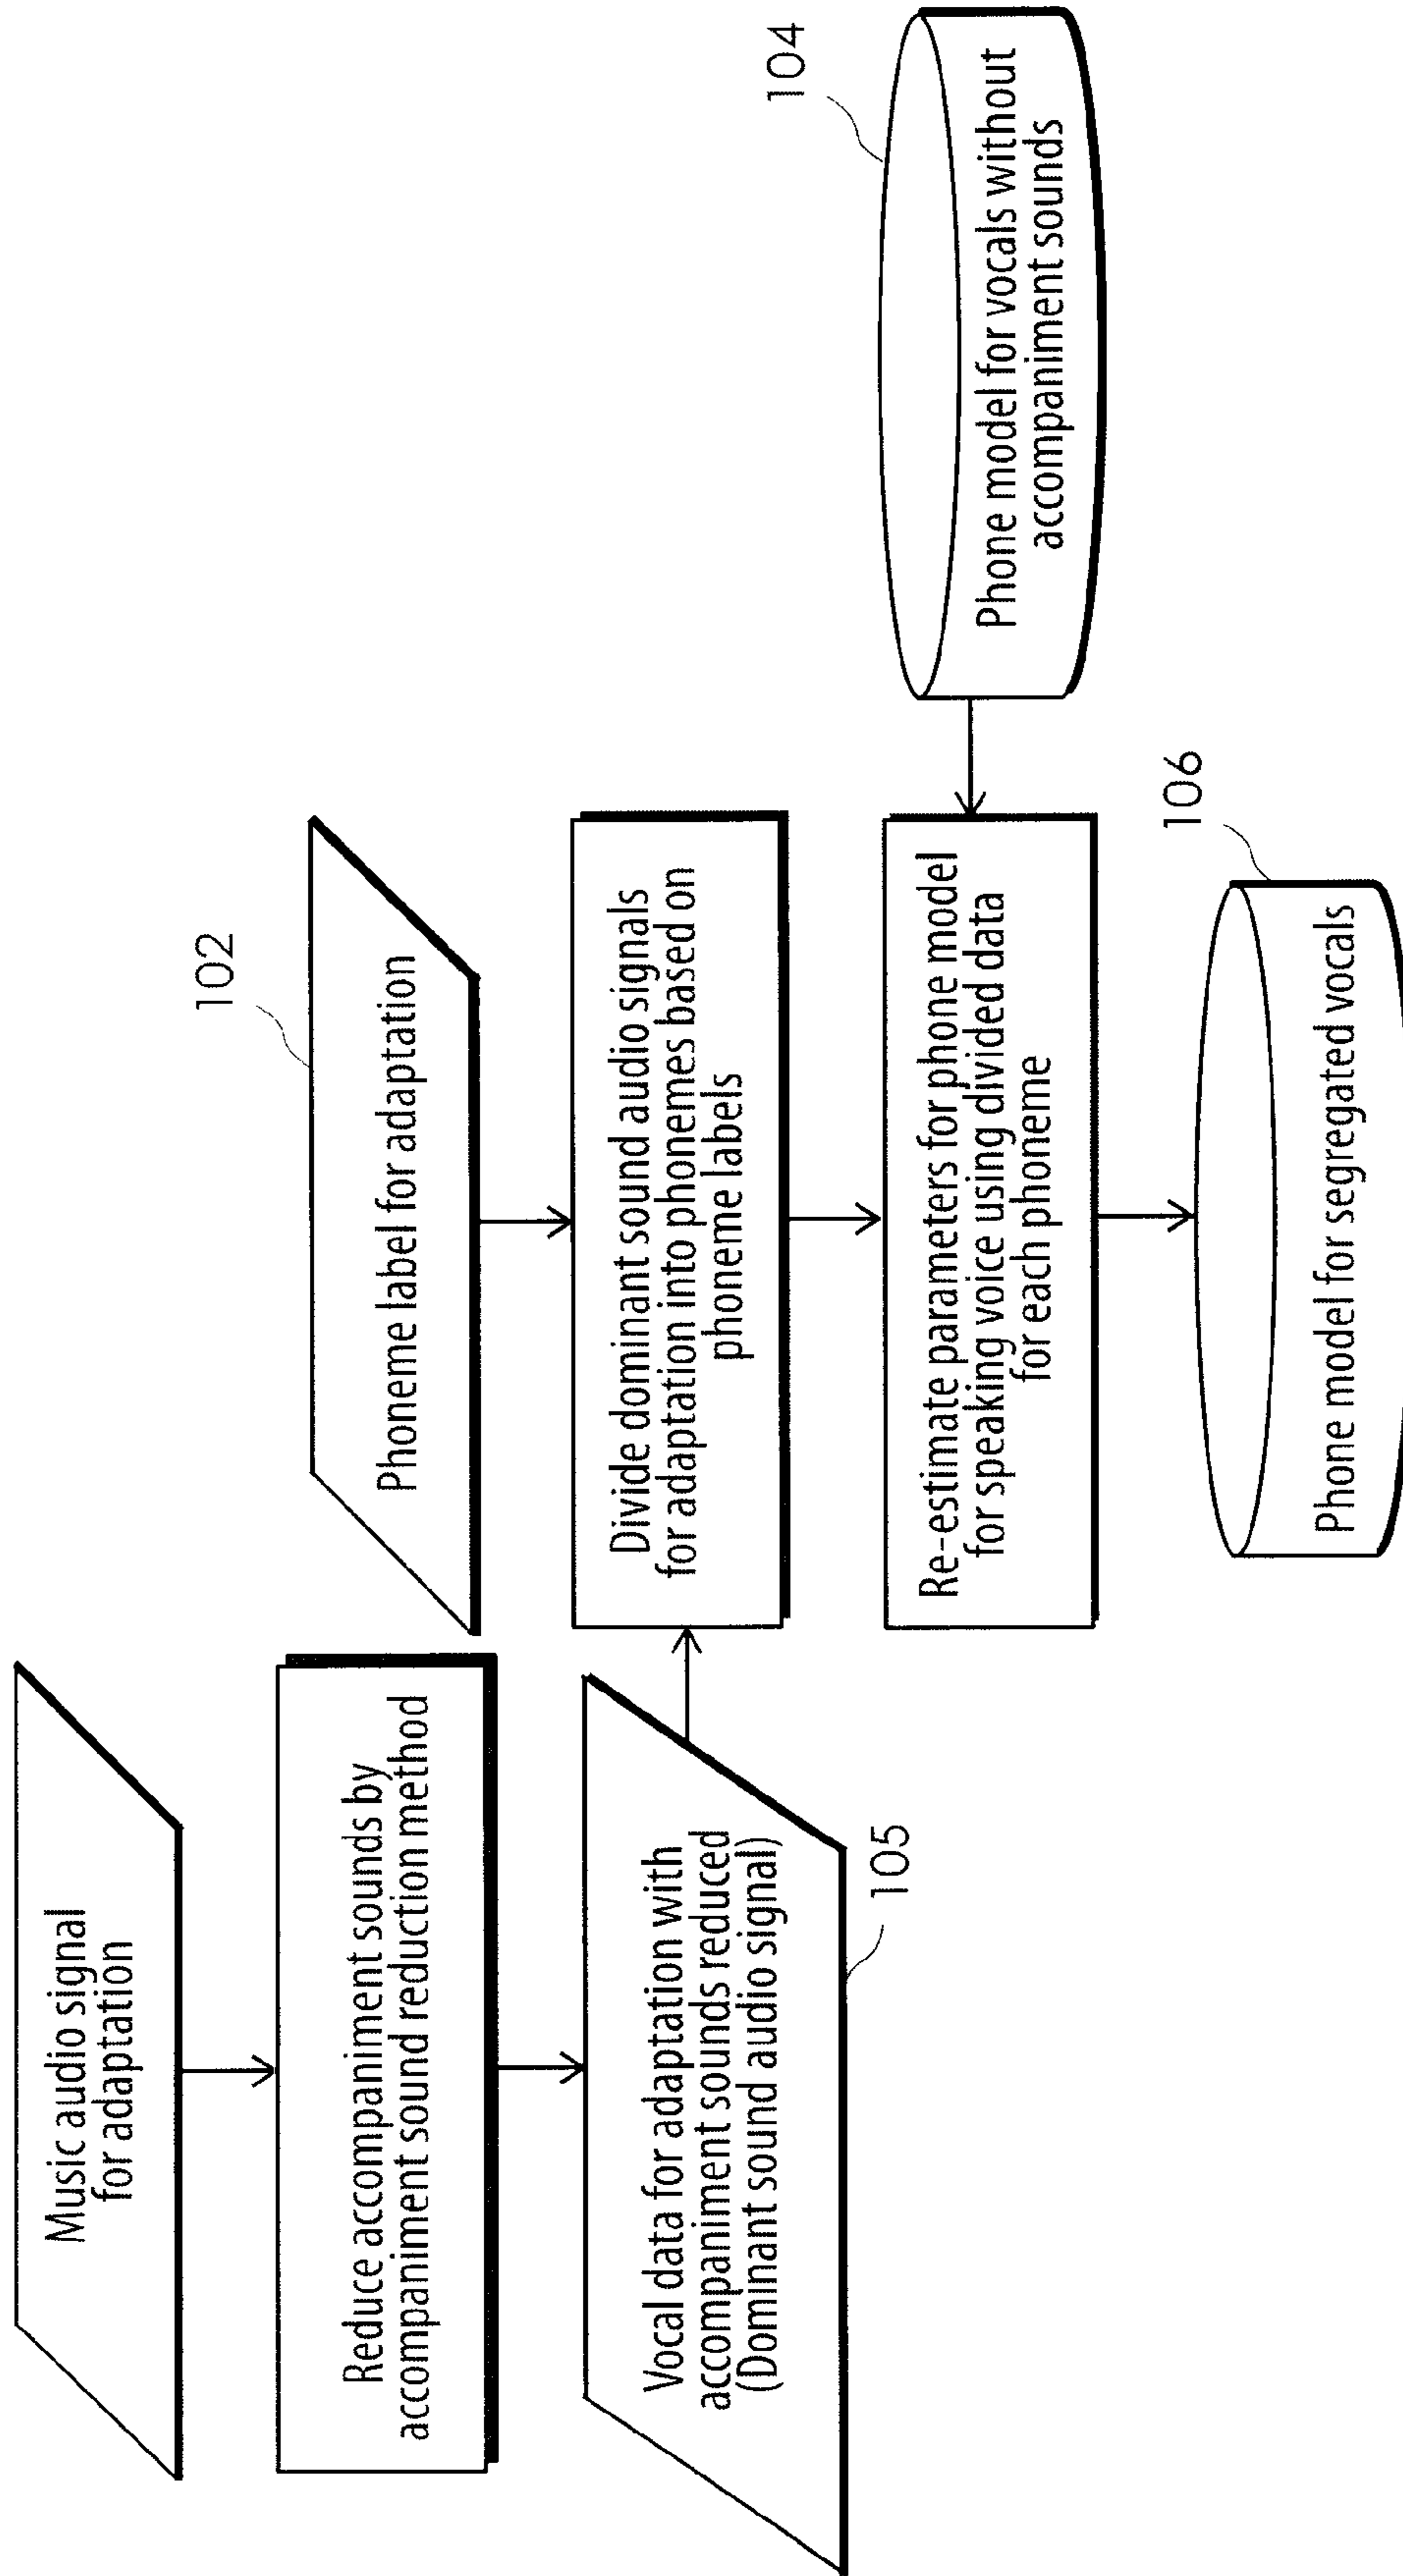 Music audio signal
for adaptation
Reduce accompaniment sounds by
accompaniment sound reduction method
Vocal data for adaptation with
accompaniment sounds reduced
(Dominant sound audio signal)
105
102
Phoneme label for adaptation
Divide dominant sound audio signals
for adaptation into phonemes based on
phoneme labels
Re-estimate parameters for phone model
for speaking voice using divided data
for each phoneme
104
Phone model for vocals without
accompaniment sounds
106
Phone model for segregated vocals